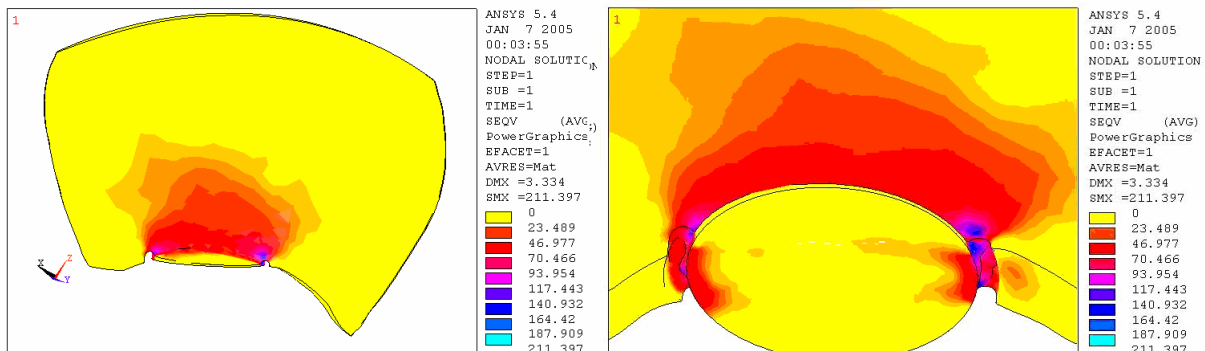 1
ANSYS 5.4
JAN 7 2005
00:03:55
NODAL SOLUTION
STEP=1
SUB =1
TIME=1
SEQV (AVG;)
PowerGraphics
EFACET=1
AVRES=Mat
DMX =3.334
SMX =211.397
0
23.489
46.977
70.466
93.954
117.443
140.932
164.42
187.909
211.397
X
Z
Y
1
ANSYS 5.4
JAN 7 2005
00:03:55
NODAL SOLUTION
STEP=1
SUB =1
TIME=1
SEQV (AVG)
PowerGraphics
EFACET=1
AVRES=Mat
DMX =3.334
SMX =211.397
0
23.489
46.977
70.466
93.954
117.443
140.932
164.42
187.909
211.397